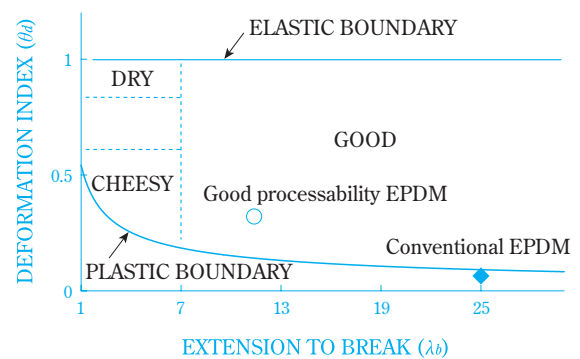 ELASTIC BOUNDARY
1
DRY
GOOD
0.5
CHEESY
Good processability EPDM
Conventional EPDM
PLASTIC BOUNDARY
0
1 7 13 19 25
EXTENSION TO BREAK (λb)
DEFORMATION INDEX (θd)